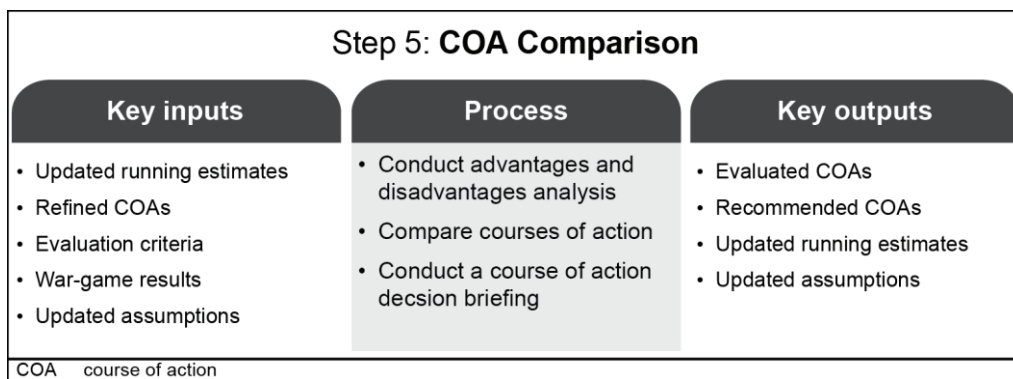 Step 5: COA Comparison
Key inputs
• Updated running estimates
• Refined COAs
• Evaluation criteria
• War-game results
• Updated assumptions
Process
• Conduct advantages and
disadvantages analysis
• Compare courses of action
• Conduct a course of action
decsion briefing
Key outputs
• Evaluated COAs
• Recommended COAs
• Updated running estimates
• Updated assumptions
COA course of action